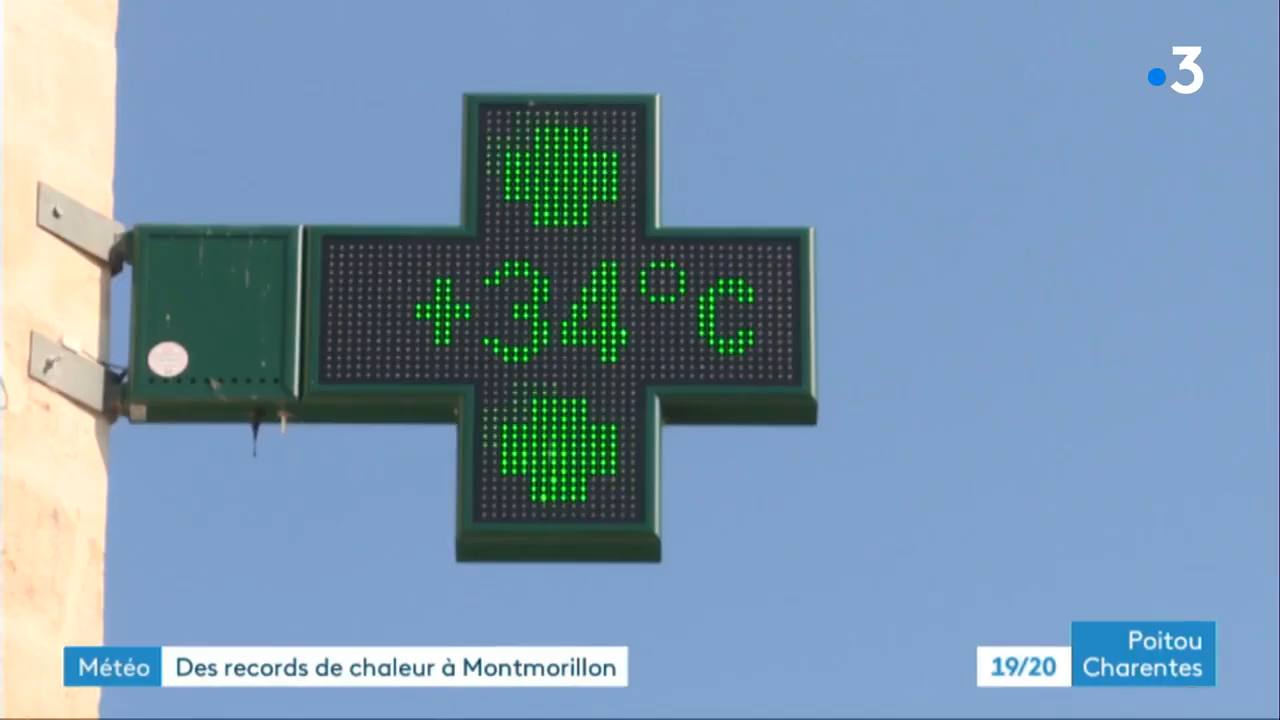 3
+34°C
Météo
Des records de chaleur à Montmorillon
19/20
Poitou
Charentes